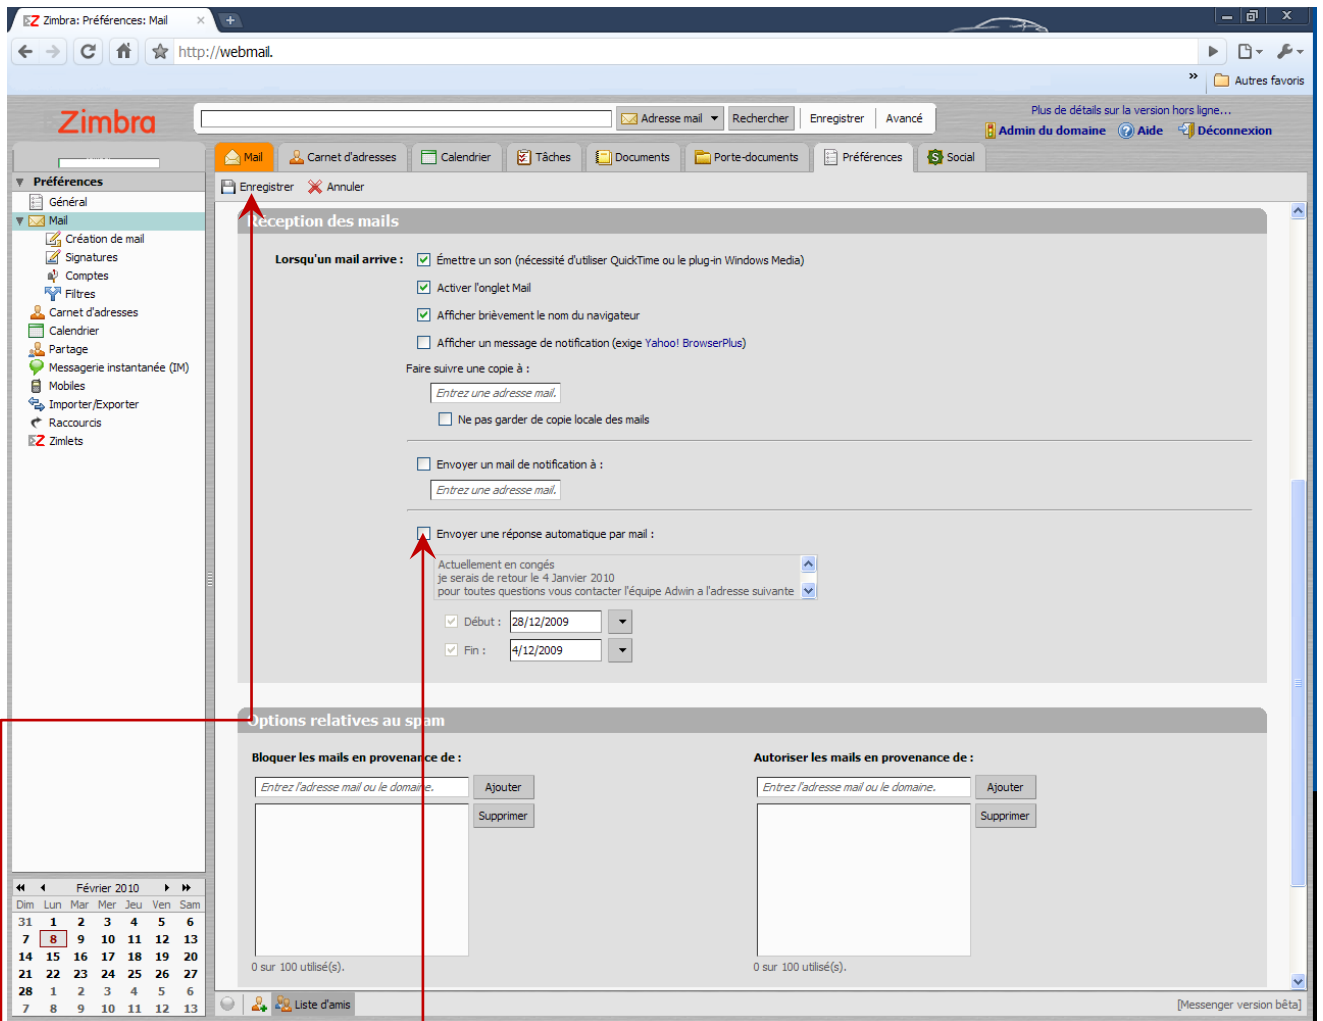 Zimbra: Préférences: Mail
http://webmail.
Autres favoris
Zimbra
Adresse mail
Rechercher
Enregistrer
Avancé
Plus de détails sur la version hors ligne...
Admin du domaine
Aide
Déconnexion
Mail
Carnet d'adresses
Calendrier
Tâches
Documents
Porte-documents
Préférences
Social
Préférences
Général
Mail
Création de mail
Signatures
Comptes
Filtres
Carnet d'adresses
Calendrier
Partage
Messagerie instantanée (IM)
Mobiles
Importer/Exporter
Raccourcis
Zimlets
Enregistrer
Annuler
Réception des mails
Lorsqu'un mail arrive :
Émettre un son (nécessité d'utiliser QuickTime ou le plug-in Windows Media)
Activer l'onglet Mail
Afficher brièvement le nom du navigateur
Afficher un message de notification (exige Yahoo! BrowserPlus)
Faire suivre une copie à :
Entrez une adresse mail.
Ne pas garder de copie locale des mails
Envoyer un mail de notification à :
Entrez une adresse mail.
Envoyer une réponse automatique par mail :
Actuellement en congés
je serais de retour le 4 Janvier 2010
pour toutes questions vous contacter l'équipe Adwin a l'adresse suivante
Début : 28/12/2009
Fin : 4/12/2009
Options relatives au spam
Bloquer les mails en provenance de :
Entrez l'adresse mail ou le domaine.
Ajouter
Supprimer
0 sur 100 utilisé(s).
Autoriser les mails en provenance de :
Entrez l'adresse mail ou le domaine.
Ajouter
Supprimer
0 sur 100 utilisé(s).
Février 2010
Dim Lun Mar Mer Jeu Ven Sam
31 1 2 3 4 5 6
7 8 9 10 11 12 13
14 15 16 17 18 19 20
21 22 23 24 25 26 27
28 1 2 3 4 5 6
7 8 9 10 11 12 13
Liste d'amis
[Messenger version bêta]